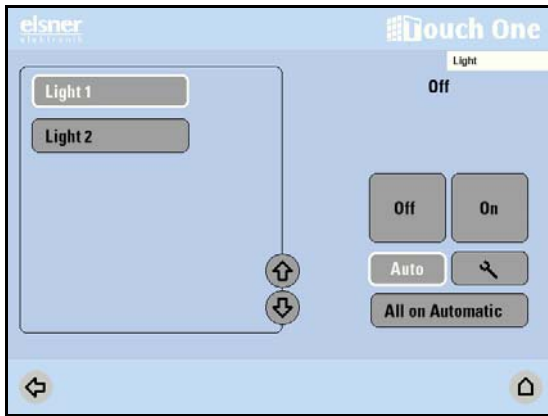 elsner
elektronik
Touch One
Light
Off
Light 1
Light 2
Off
On
Auto
All on Automatic